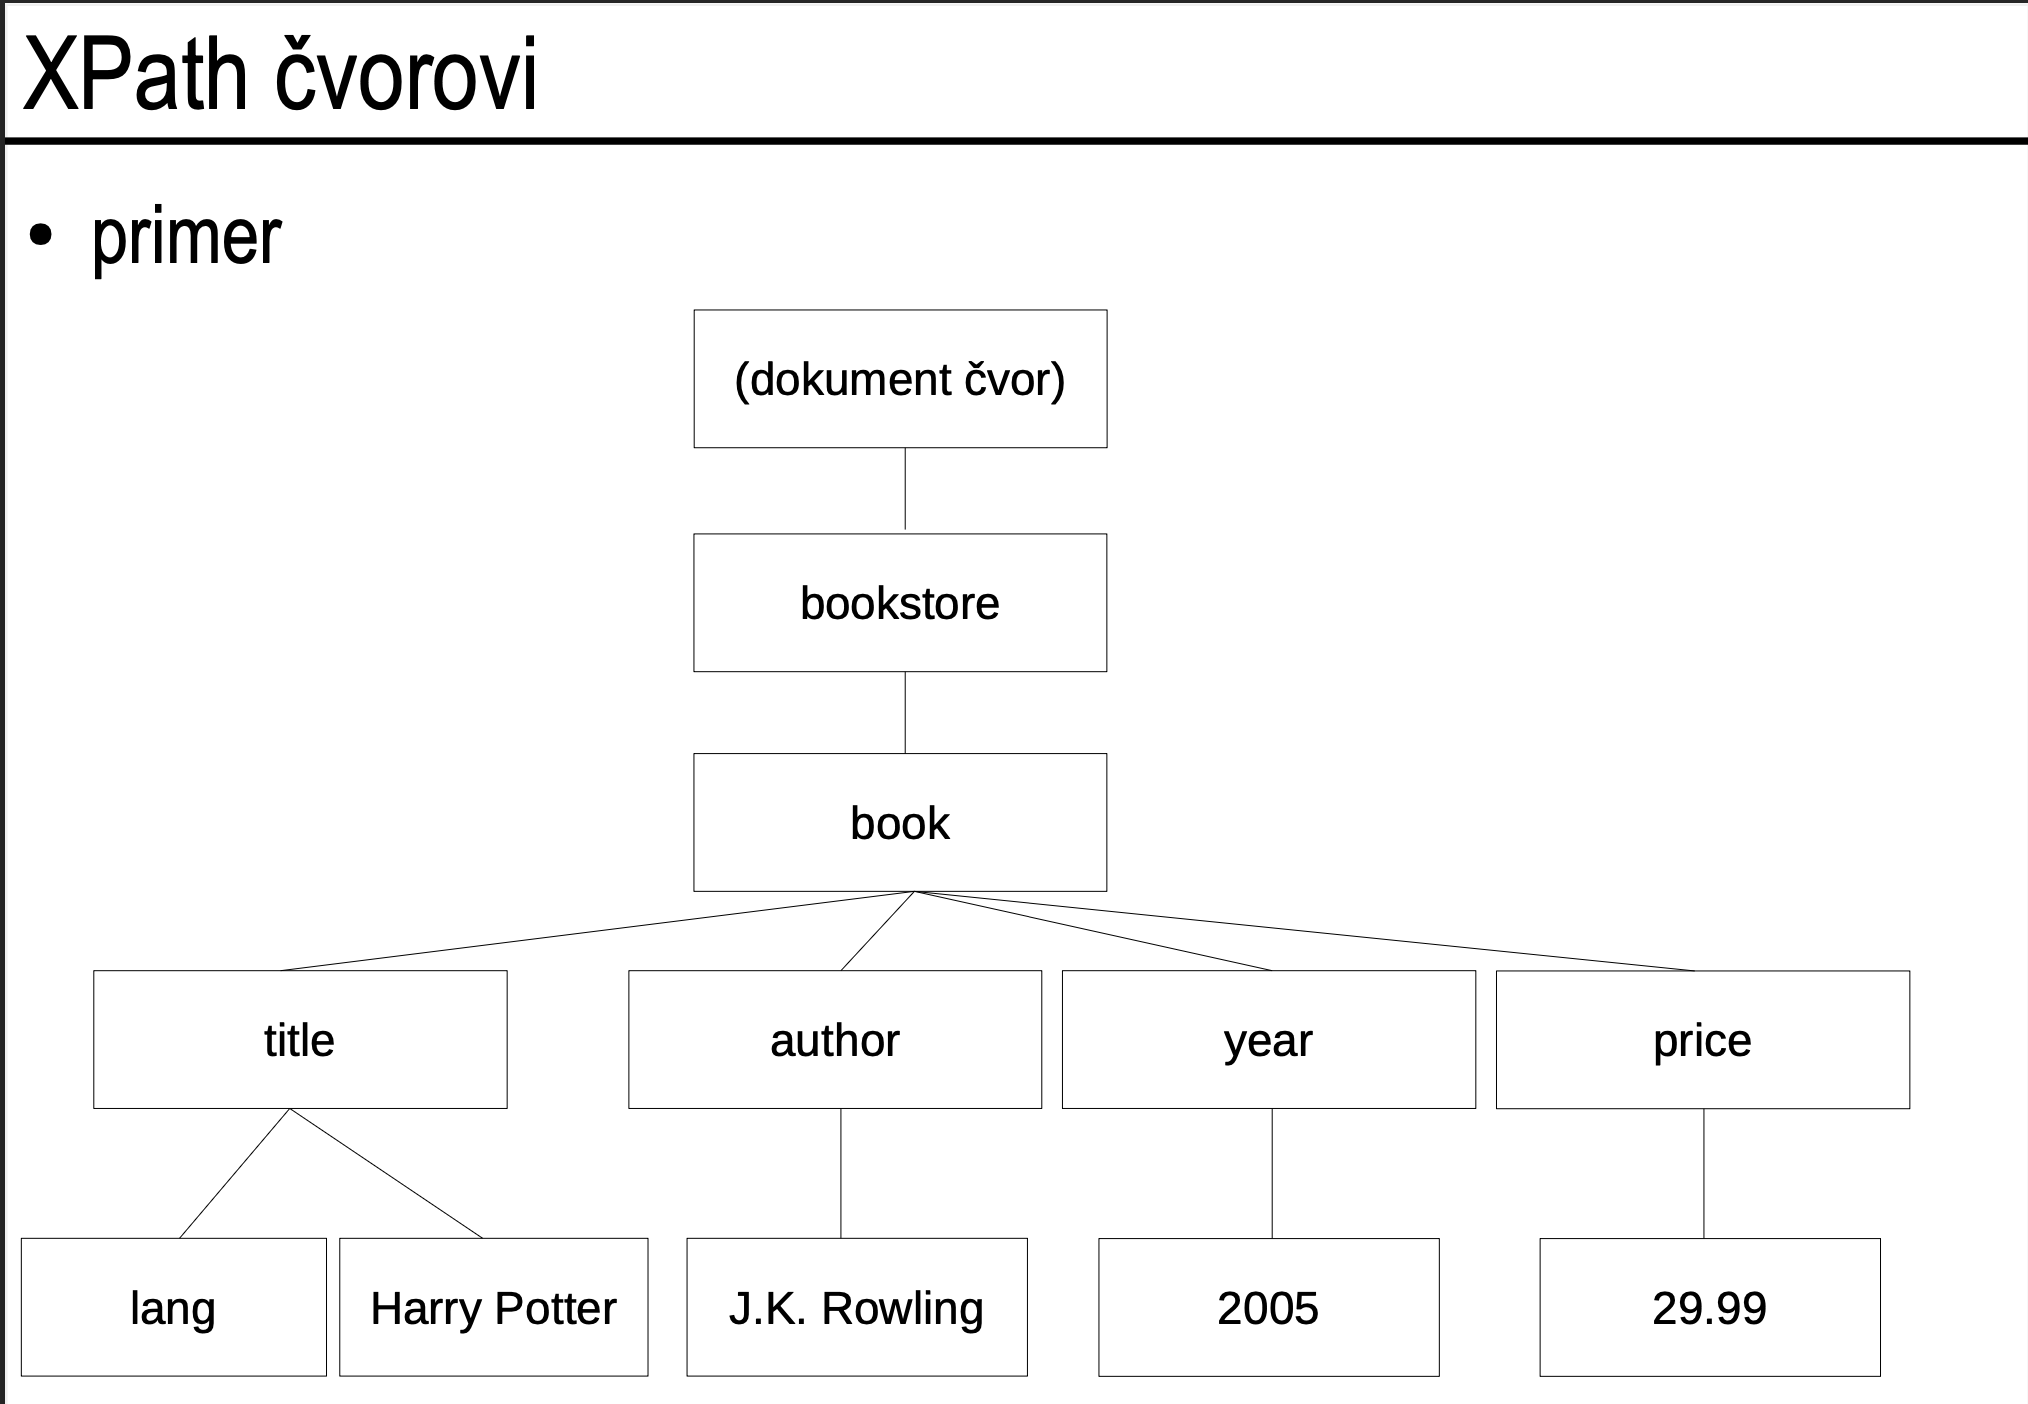 XPath čvorovi
• primer
(dokument čvor)
bookstore
book
title
author
year
price
lang
Harry Potter
J.K. Rowling
2005
29.99